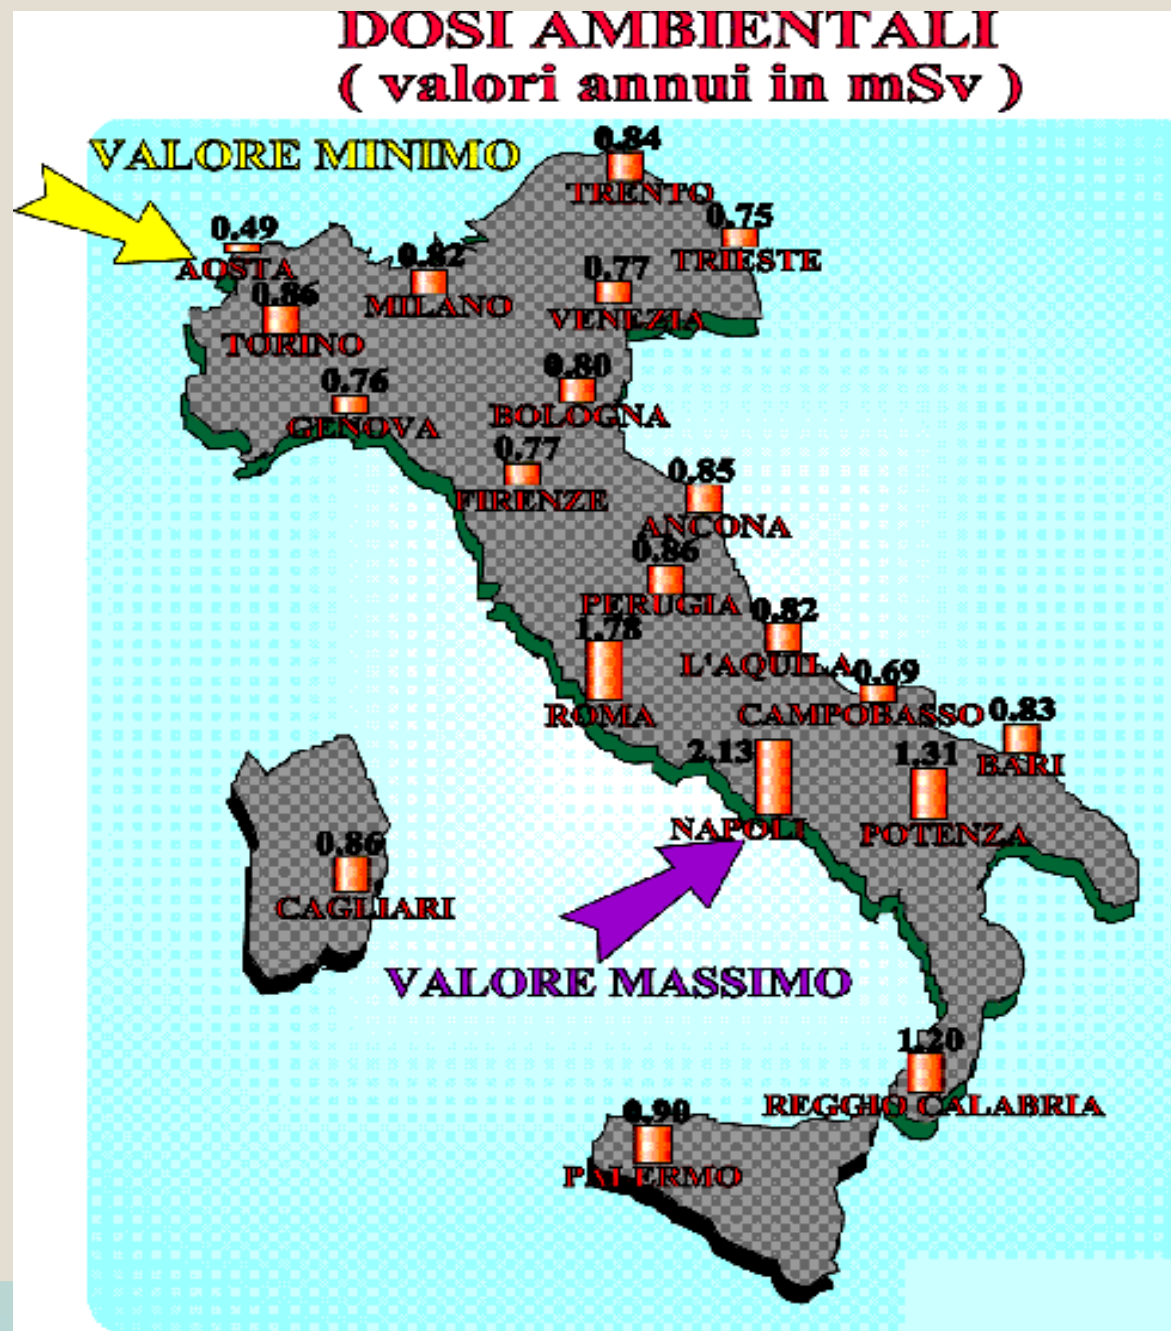 DOSI AMBIENTALI
( valori annui in mSv )
VALORE MINIMO
0.84
TRENTO
0.49
AOSTA
0.75
TRIESTE
0.82
MILANO
0.77
VENEZIA
0.86
TORINO
0.76
GENOVA
0.80
BOLOGNA
0.77
FIRENZE
0.85
ANCONA
0.86
PERUGIA
0.82
L'AQUILA
1.78
ROMA
0.69
CAMPOBASSO
0.83
BARI
2.13
NAPOLI
1.31
POTENZA
0.86
CAGLIARI
VALORE MASSIMO
1.20
REGGIO CALABRIA
0.90
PALERMO